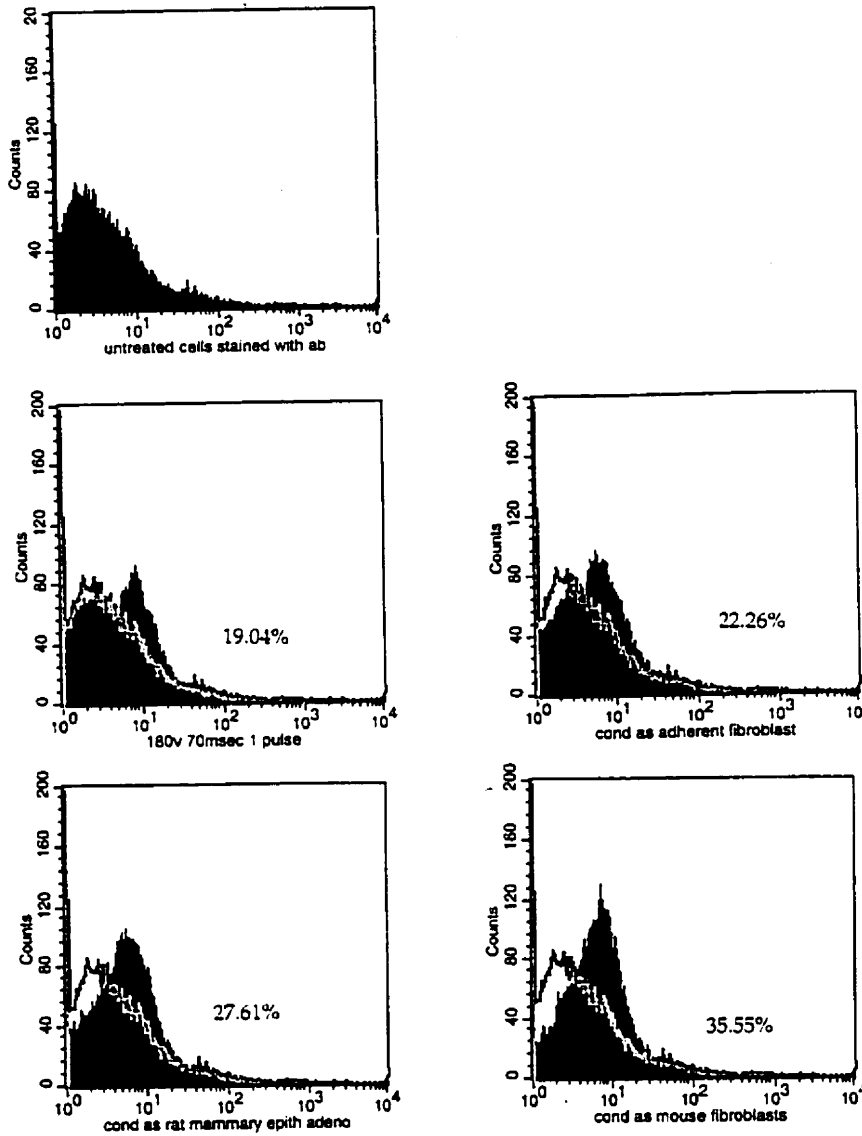 20
160
120
80
40
0
Counts
10^0 10^1 10^2 10^3 10^4
untreated cells stained with ab
200
160
120
80
40
0
Counts
19.04%
10^0 10^1 10^2 10^3 10^4
180v 70msec 1 pulse
200
160
120
80
40
0
Counts
22.26%
10^0 10^1 10^2 10^3 10^4
cond as adherent fibroblast
200
160
120
80
40
0
Counts
27.61%
10^0 10^1 10^2 10^3 10^4
cond as rat mammary epith adeno
200
160
120
80
40
0
Counts
35.55%
10^0 10^1 10^2 10^3 10^4
cond as mouse fibroblasts